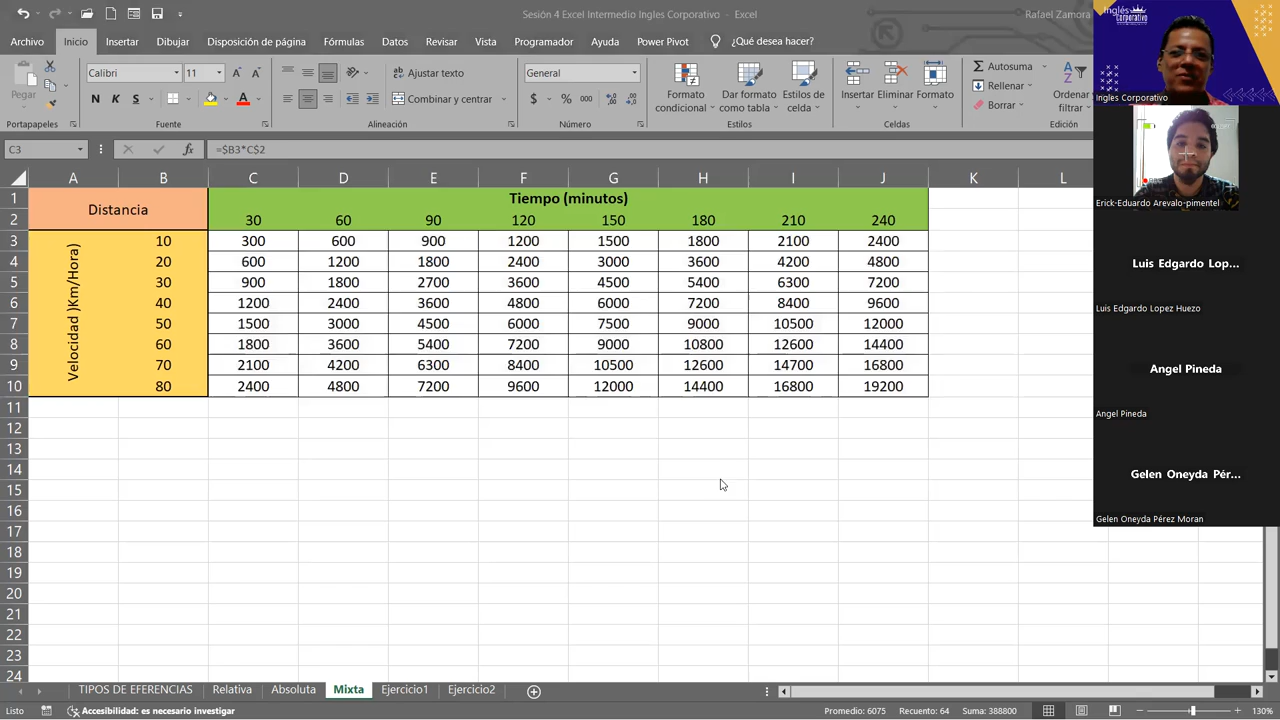 Sesión 4 Excel Intermedio Ingles Corporativo - Excel
Rafael Zamora
Archivo Inicio Insertar Dibujar Disposición de página Fórmulas Datos Revisar Vista Programador Ayuda Power Pivot ¿Qué desea hacer?
Pegar
Calibri 11
N K S
Ajustar texto
Combinar y centrar
General
$ % 000
Formato condicional
Dar formato como tabla
Estilos de celda
Insertar Eliminar Formato
Autosuma
Rellenar
Borrar
Ordenar filtrar
Portapapeles Fuente Alineación Número Estilos Celdas Edición
C3 fx =$B3*C$2
A B C D E F G H I J K L
1 Distancia Tiempo (minutos)
2 30 60 90 120 150 180 210 240
Velocidad )Km/Hora)
3 10 300 600 900 1200 1500 1800 2100 2400
4 20 600 1200 1800 2400 3000 3600 4200 4800
5 30 900 1800 2700 3600 4500 5400 6300 7200
6 40 1200 2400 3600 4800 6000 7200 8400 9600
7 50 1500 3000 4500 6000 7500 9000 10500 12000
8 60 1800 3600 5400 7200 9000 10800 12600 14400
9 70 2100 4200 6300 8400 10500 12600 14700 16800
10 80 2400 4800 7200 9600 12000 14400 16800 19200
11
12
13
14
15
16
17
18
19
20
21
22
23
24
TIPOS DE EFERENCIAS Relativa Absoluta Mixta Ejercicio1 Ejercicio2
Listo Accesibilidad: es necesario investigar Promedio: 6075 Recuento: 64 Suma: 388800 130%
Inglés Corporativo
Ingles Corporativo
Erick-Eduardo Arevalo-pimentel
Luis Edgardo Lop...
Luis Edgardo Lopez Huezo
Angel Pineda
Angel Pineda
Gelen Oneyda Pér...
Gelen Oneyda Pérez Moran